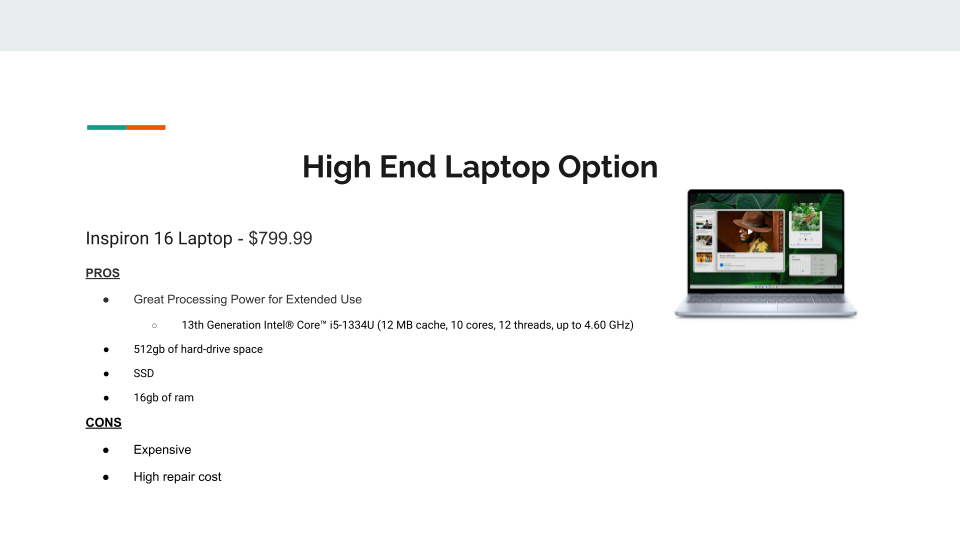 High End Laptop Option
Inspiron 16 Laptop - $799.99
PROS
● Great Processing Power for Extended Use
○ 13th Generation Intel® Core™ i5-1334U (12 MB cache, 10 cores, 12 threads, up to 4.60 GHz)
● 512gb of hard-drive space
● SSD
● 16gb of ram
CONS
● Expensive
● High repair cost